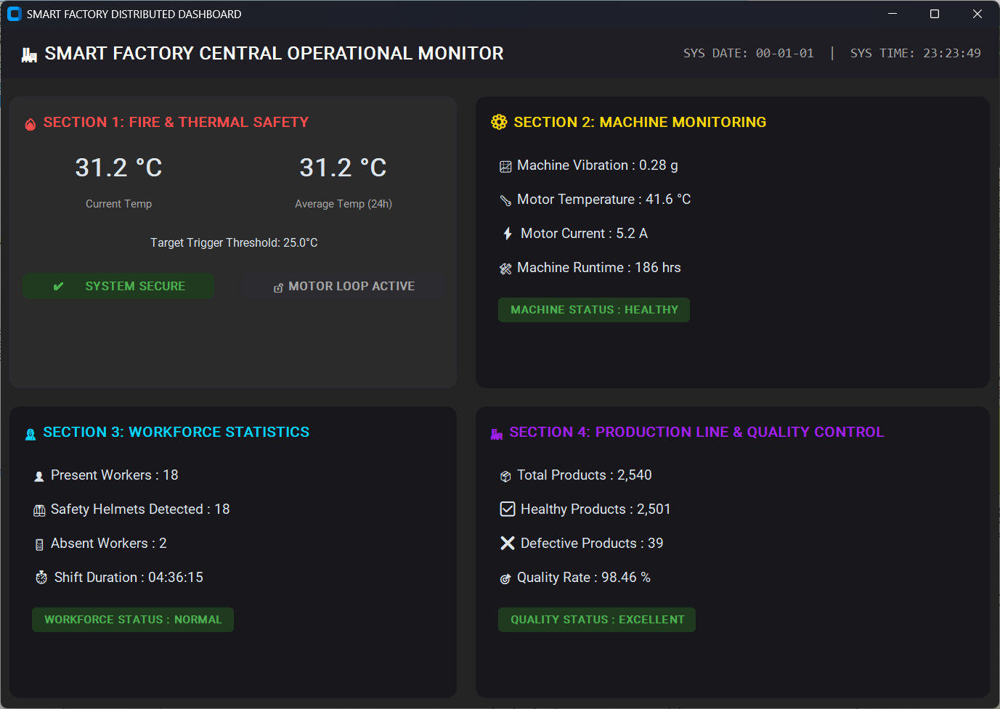 SMART FACTORY DISTRIBUTED DASHBOARD
SMART FACTORY CENTRAL OPERATIONAL MONITOR
SYS DATE: 00-01-01 | SYS TIME: 23:23:49
SECTION 1: FIRE & THERMAL SAFETY
31.2 °C
Current Temp
31.2 °C
Average Temp (24h)
Target Trigger Threshold: 25.0°C
✔ SYSTEM SECURE
MOTOR LOOP ACTIVE
SECTION 2: MACHINE MONITORING
Machine Vibration : 0.28 g
Motor Temperature : 41.6 °C
Motor Current : 5.2 A
Machine Runtime : 186 hrs
MACHINE STATUS : HEALTHY
SECTION 3: WORKFORCE STATISTICS
Present Workers : 18
Safety Helmets Detected : 18
Absent Workers : 2
Shift Duration : 04:36:15
WORKFORCE STATUS : NORMAL
SECTION 4: PRODUCTION LINE & QUALITY CONTROL
Total Products : 2,540
Healthy Products : 2,501
Defective Products : 39
Quality Rate : 98.46 %
QUALITY STATUS : EXCELLENT